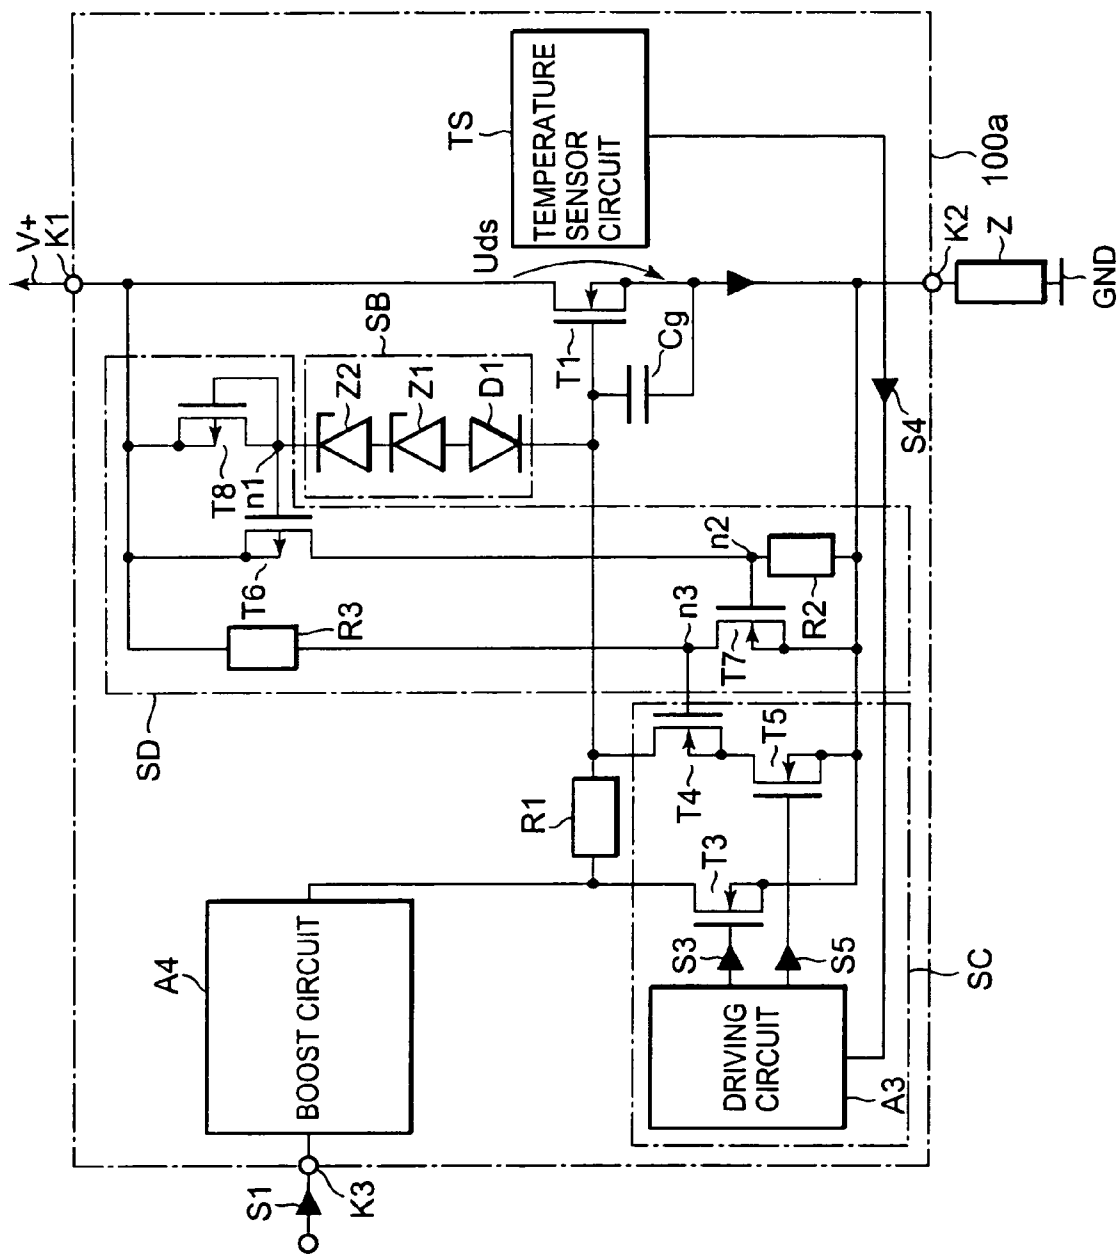 V+
K1
TS
TEMPERATURE
SENSOR
CIRCUIT
100a
K2
Z
GND
Uds
T1
Cg
S4
SB
Z2
Z1
D1
T8
n1
T6
n2
R2
R3
n3
T7
SD
R1
T4
T5
T3
A4
BOOST CIRCUIT
S3
S5
SC
DRIVING
CIRCUIT
A3
S1
K3